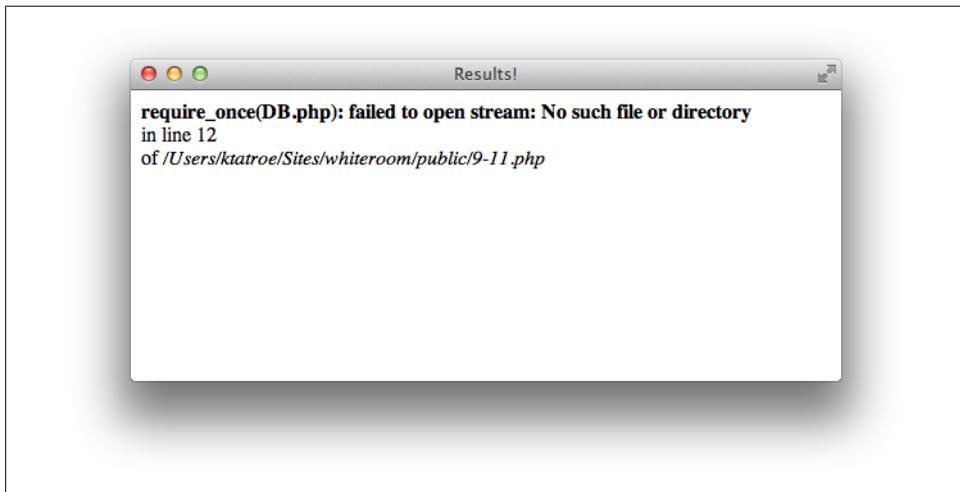 Results!
require_once(DB.php): failed to open stream: No such file or directory
in line 12
of /Users/ktatroe/Sites/whiteroom/public/9-11.php